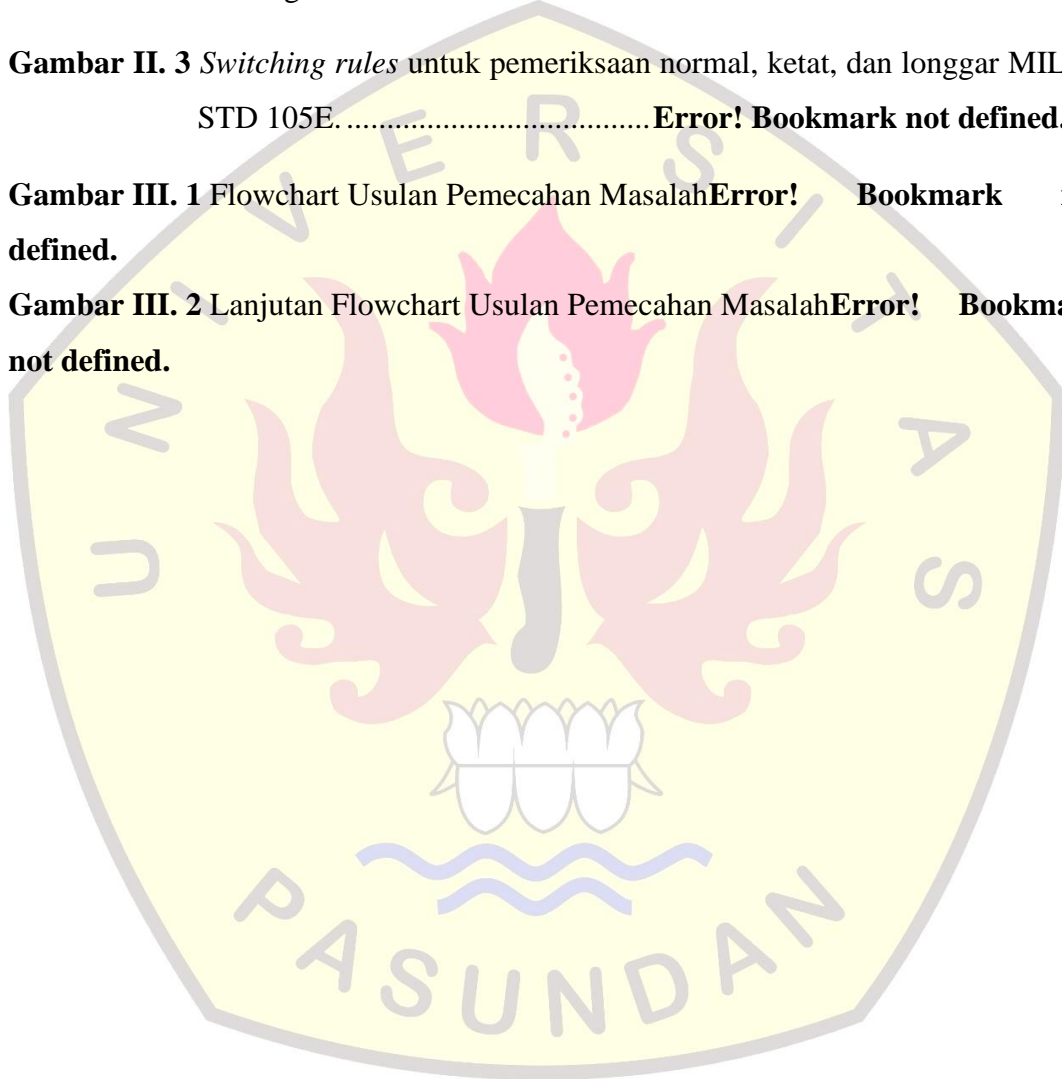 Gambar II. 3 Switching rules untuk pemeriksaan normal, ketat, dan longgar MIL
STD 105E. ..................................... Error! Bookmark not defined.
Gambar III. 1 Flowchart Usulan Pemecahan MasalahError! Bookmark
defined.
Gambar III. 2 Lanjutan Flowchart Usulan Pemecahan MasalahError! Bookma
not defined.
UNIVERSITAS
PASUNDAN